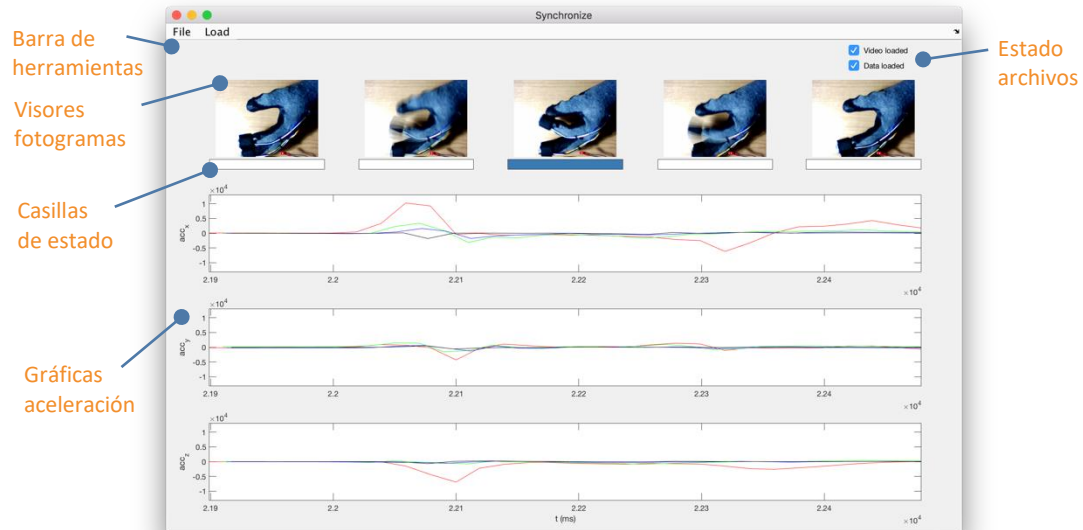 Synchronize
File Load
Barra de
herramientas
Video loaded
Data loaded
Estado
archivos
Visores
fotogramas
Casillas
de estado
×10⁴
1
0.5
0
-0.5
-1
acc_x
2.19 2.2 2.21 2.22 2.23 2.24
×10⁴
Gráficas
aceleración
×10⁴
1
0.5
0
-0.5
-1
acc_y
2.19 2.2 2.21 2.22 2.23 2.24
×10⁴
×10⁴
1
0.5
0
-0.5
-1
acc_z
2.19 2.2 2.21 2.22 2.23 2.24
t (ms)
×10⁴